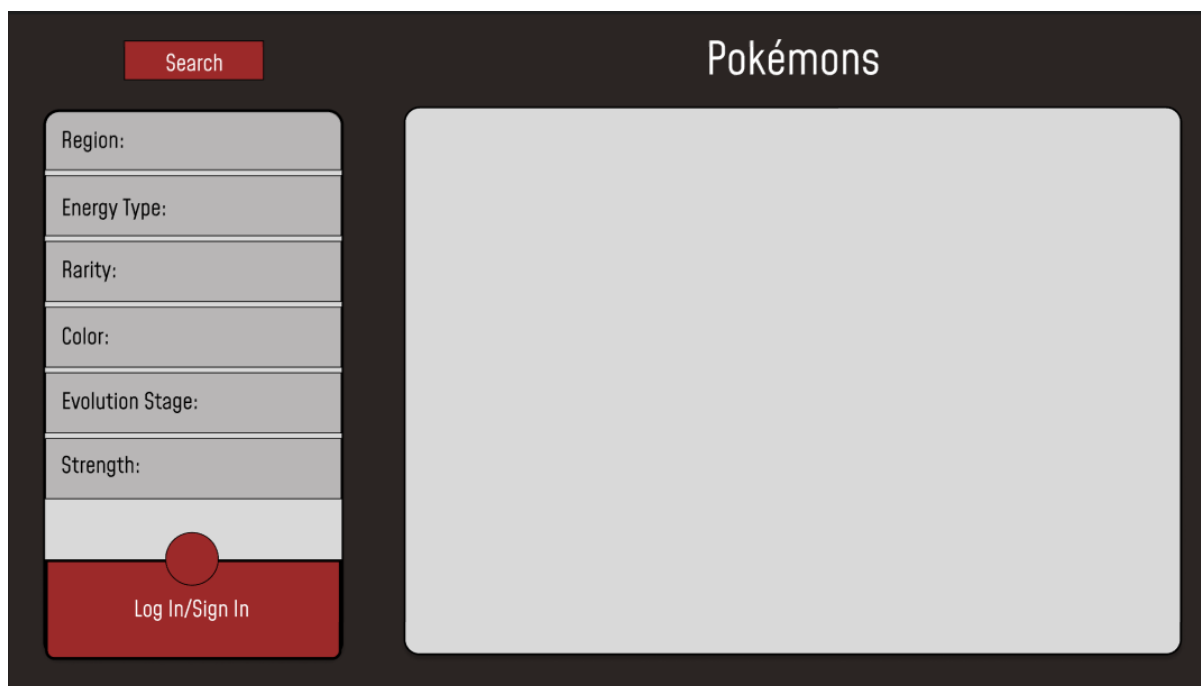 Search
Pokémons
Region:
Energy Type:
Rarity:
Color:
Evolution Stage:
Strength:
Log In/Sign In